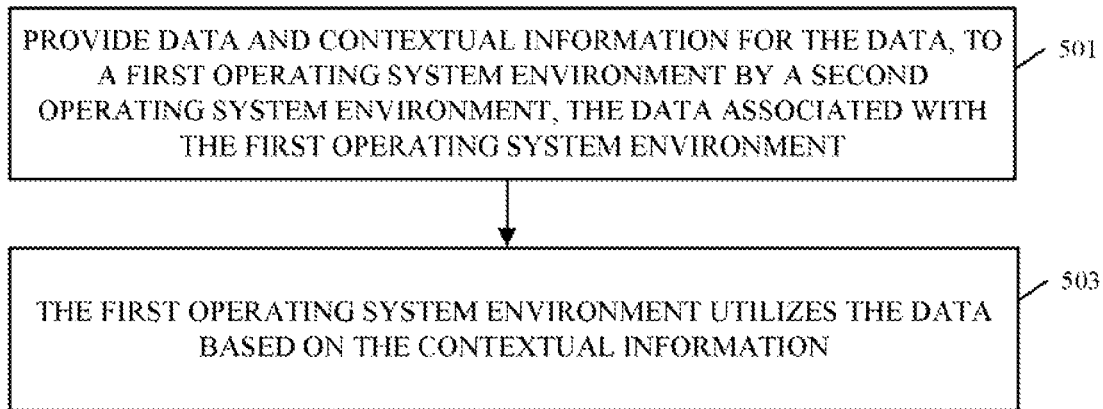 PROVIDE DATA AND CONTEXTUAL INFORMATION FOR THE DATA, TO
A FIRST OPERATING SYSTEM ENVIRONMENT BY A SECOND
OPERATING SYSTEM ENVIRONMENT, THE DATA ASSOCIATED WITH
THE FIRST OPERATING SYSTEM ENVIRONMENT
501
THE FIRST OPERATING SYSTEM ENVIRONMENT UTILIZES THE DATA
BASED ON THE CONTEXTUAL INFORMATION
503